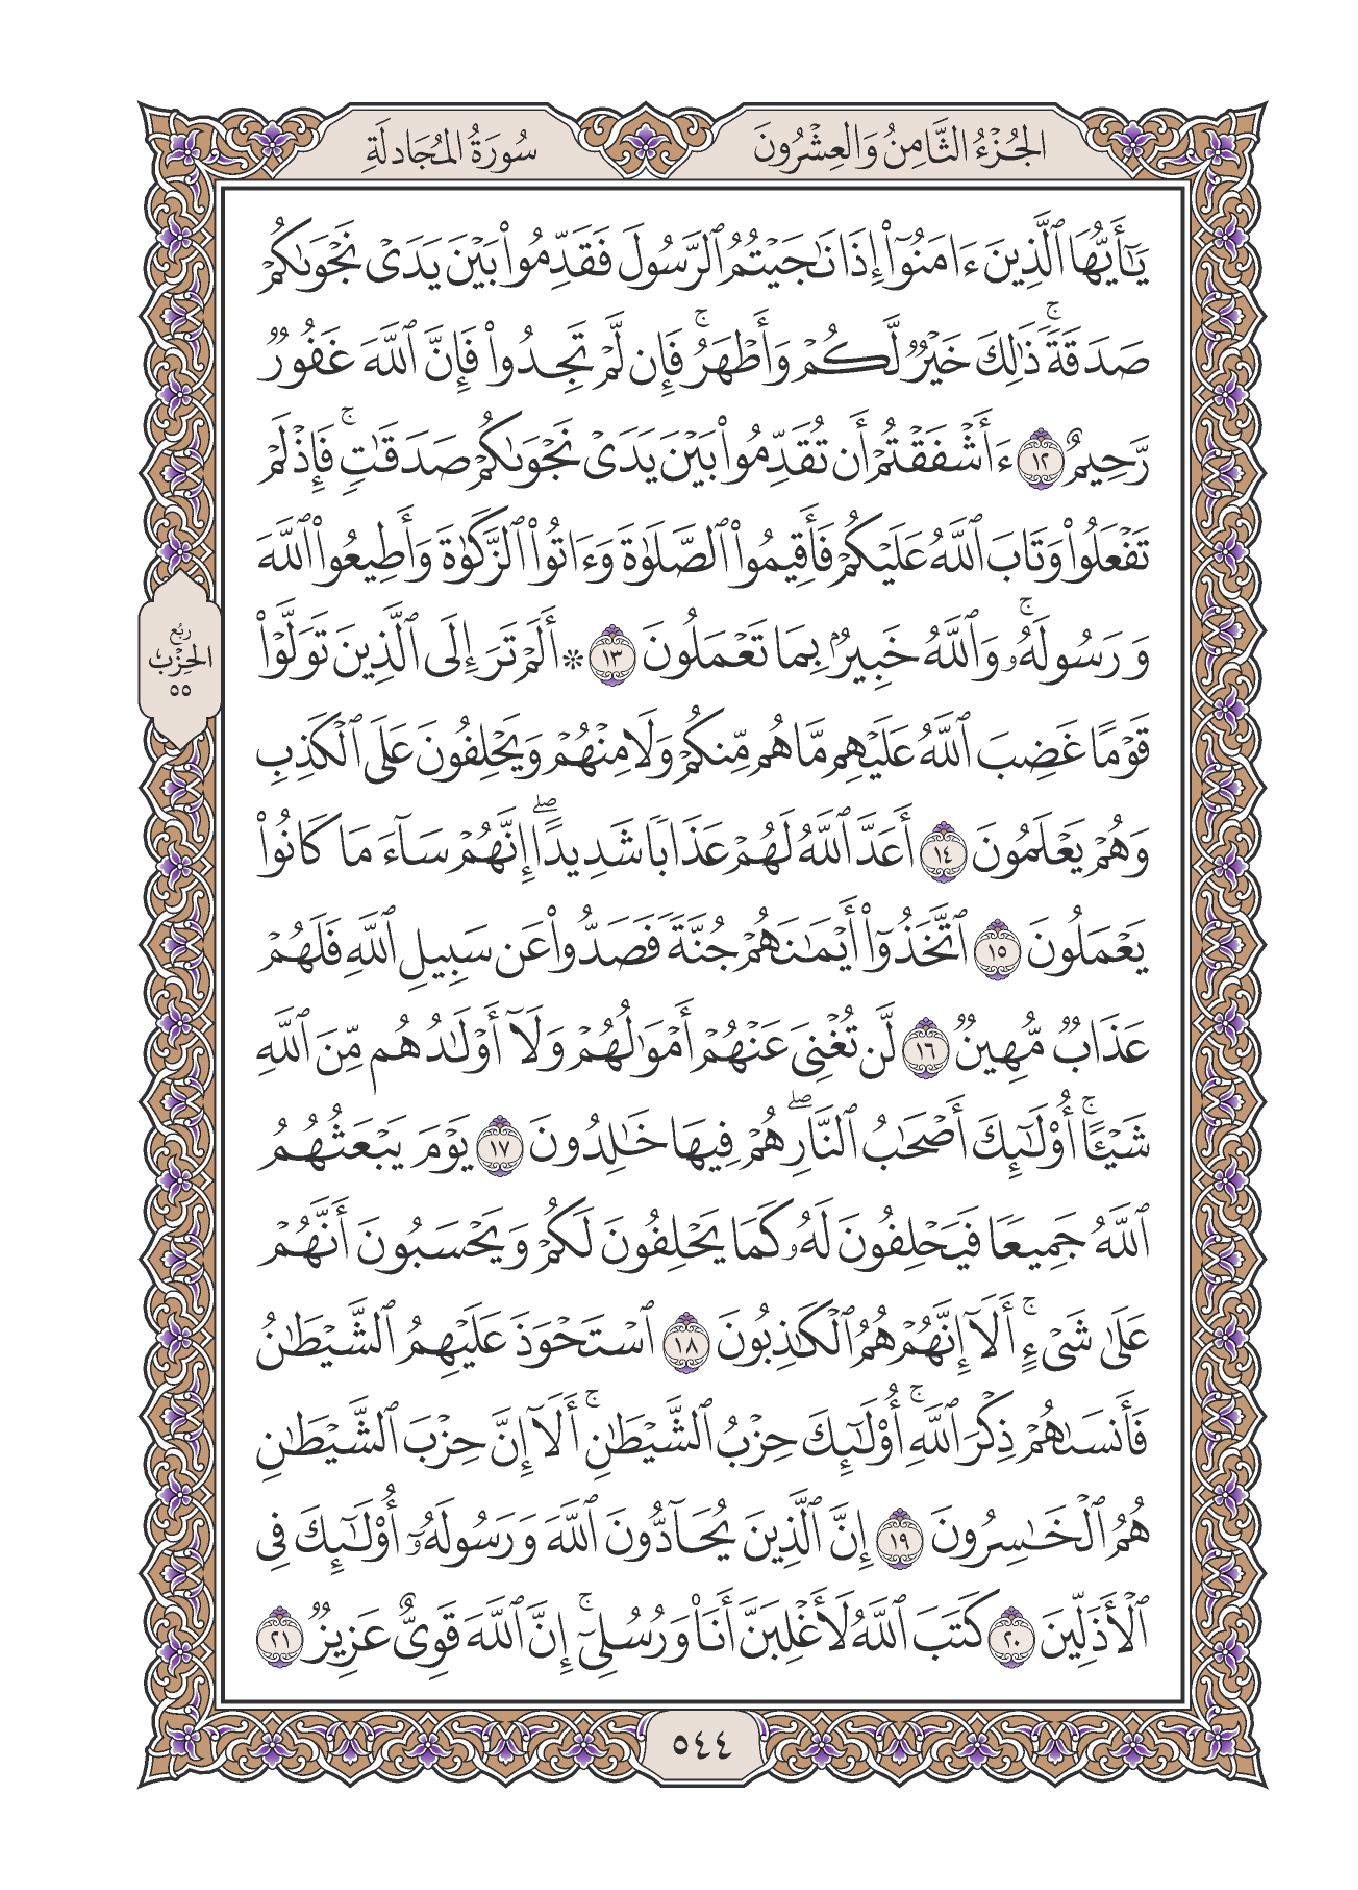 الجُزْءُ الثَّامِنُ وَالعِشْرُونَ
سُورَةُ المُجَادلَةِ
يَـٰٓأَيُّهَا ٱلَّذِينَ ءَامَنُوٓا۟ إِذَا نَـٰجَيْتُمُ ٱلرَّسُولَ فَقَدِّمُوا۟ بَيْنَ يَدَىْ نَجْوَىٰكُمْ
صَدَقَةً ۚ ذَٰلِكَ خَيْرٌ لَّكُمْ وَأَطْهَرُ ۚ فَإِن لَّمْ تَجِدُوا۟ فَإِنَّ ٱللَّهَ غَفُورٌ
رَّحِيمٌ ١٢ ءَأَشْفَقْتُمْ أَن تُقَدِّمُوا۟ بَيْنَ يَدَىْ نَجْوَىٰكُمْ صَدَقَـٰتٍ ۚ فَإِذْ لَمْ
تَفْعَلُوا۟ وَتَابَ ٱللَّهُ عَلَيْكُمْ فَأَقِيمُوا۟ ٱلصَّلَوٰةَ وَءَاتُوا۟ ٱلزَّكَوٰةَ وَأَطِيعُوا۟ ٱللَّهَ
وَرَسُولَهُۥ ۚ وَٱللَّهُ خَبِيرٌۢ بِمَا تَعْمَلُونَ ١٣ ۞ أَلَمْ تَرَ إِلَى ٱلَّذِينَ تَوَلَّوْا۟
رُبُع
الحِزْب
٥٥
قَوْمًا غَضِبَ ٱللَّهُ عَلَيْهِم مَّا هُم مِّنكُمْ وَلَا مِنْهُمْ وَيَحْلِفُونَ عَلَى ٱلْكَذِبِ
وَهُمْ يَعْلَمُونَ ١٤ أَعَدَّ ٱللَّهُ لَهُمْ عَذَابًا شَدِيدًا ۖ إِنَّهُمْ سَآءَ مَا كَانُوا۟
يَعْمَلُونَ ١٥ ٱتَّخَذُوٓا۟ أَيْمَـٰنَهُمْ جُنَّةً فَصَدُّوا۟ عَن سَبِيلِ ٱللَّهِ فَلَهُمْ
عَذَابٌ مُّهِينٌ ١٦ لَّن تُغْنِىَ عَنْهُمْ أَمْوَٰلُهُمْ وَلَآ أَوْلَـٰدُهُم مِّنَ ٱللَّهِ
شَيْـًٔا ۚ أُو۟لَـٰٓئِكَ أَصْحَـٰبُ ٱلنَّارِ ۖ هُمْ فِيهَا خَـٰلِدُونَ ١٧ يَوْمَ يَبْعَثُهُمُ
ٱللَّهُ جَمِيعًا فَيَحْلِفُونَ لَهُۥ كَمَا يَحْلِفُونَ لَكُمْ وَيَحْسَبُونَ أَنَّهُمْ
عَلَىٰ شَىْءٍ ۚ أَلَآ إِنَّهُمْ هُمُ ٱلْكَـٰذِبُونَ ١٨ ٱسْتَحْوَذَ عَلَيْهِمُ ٱلشَّيْطَـٰنُ
فَأَنسَىٰهُمْ ذِكْرَ ٱللَّهِ ۚ أُو۟لَـٰٓئِكَ حِزْبُ ٱلشَّيْطَـٰنِ ۚ أَلَآ إِنَّ حِزْبَ ٱلشَّيْطَـٰنِ
هُمُ ٱلْخَـٰسِرُونَ ١٩ إِنَّ ٱلَّذِينَ يُحَآدُّونَ ٱللَّهَ وَرَسُولَهُۥٓ أُو۟لَـٰٓئِكَ فِى
ٱلْأَذَلِّينَ ٢٠ كَتَبَ ٱللَّهُ لَأَغْلِبَنَّ أَنَا۠ وَرُسُلِىٓ ۚ إِنَّ ٱللَّهَ قَوِىٌّ عَزِيزٌ ٢١
٥٤٤